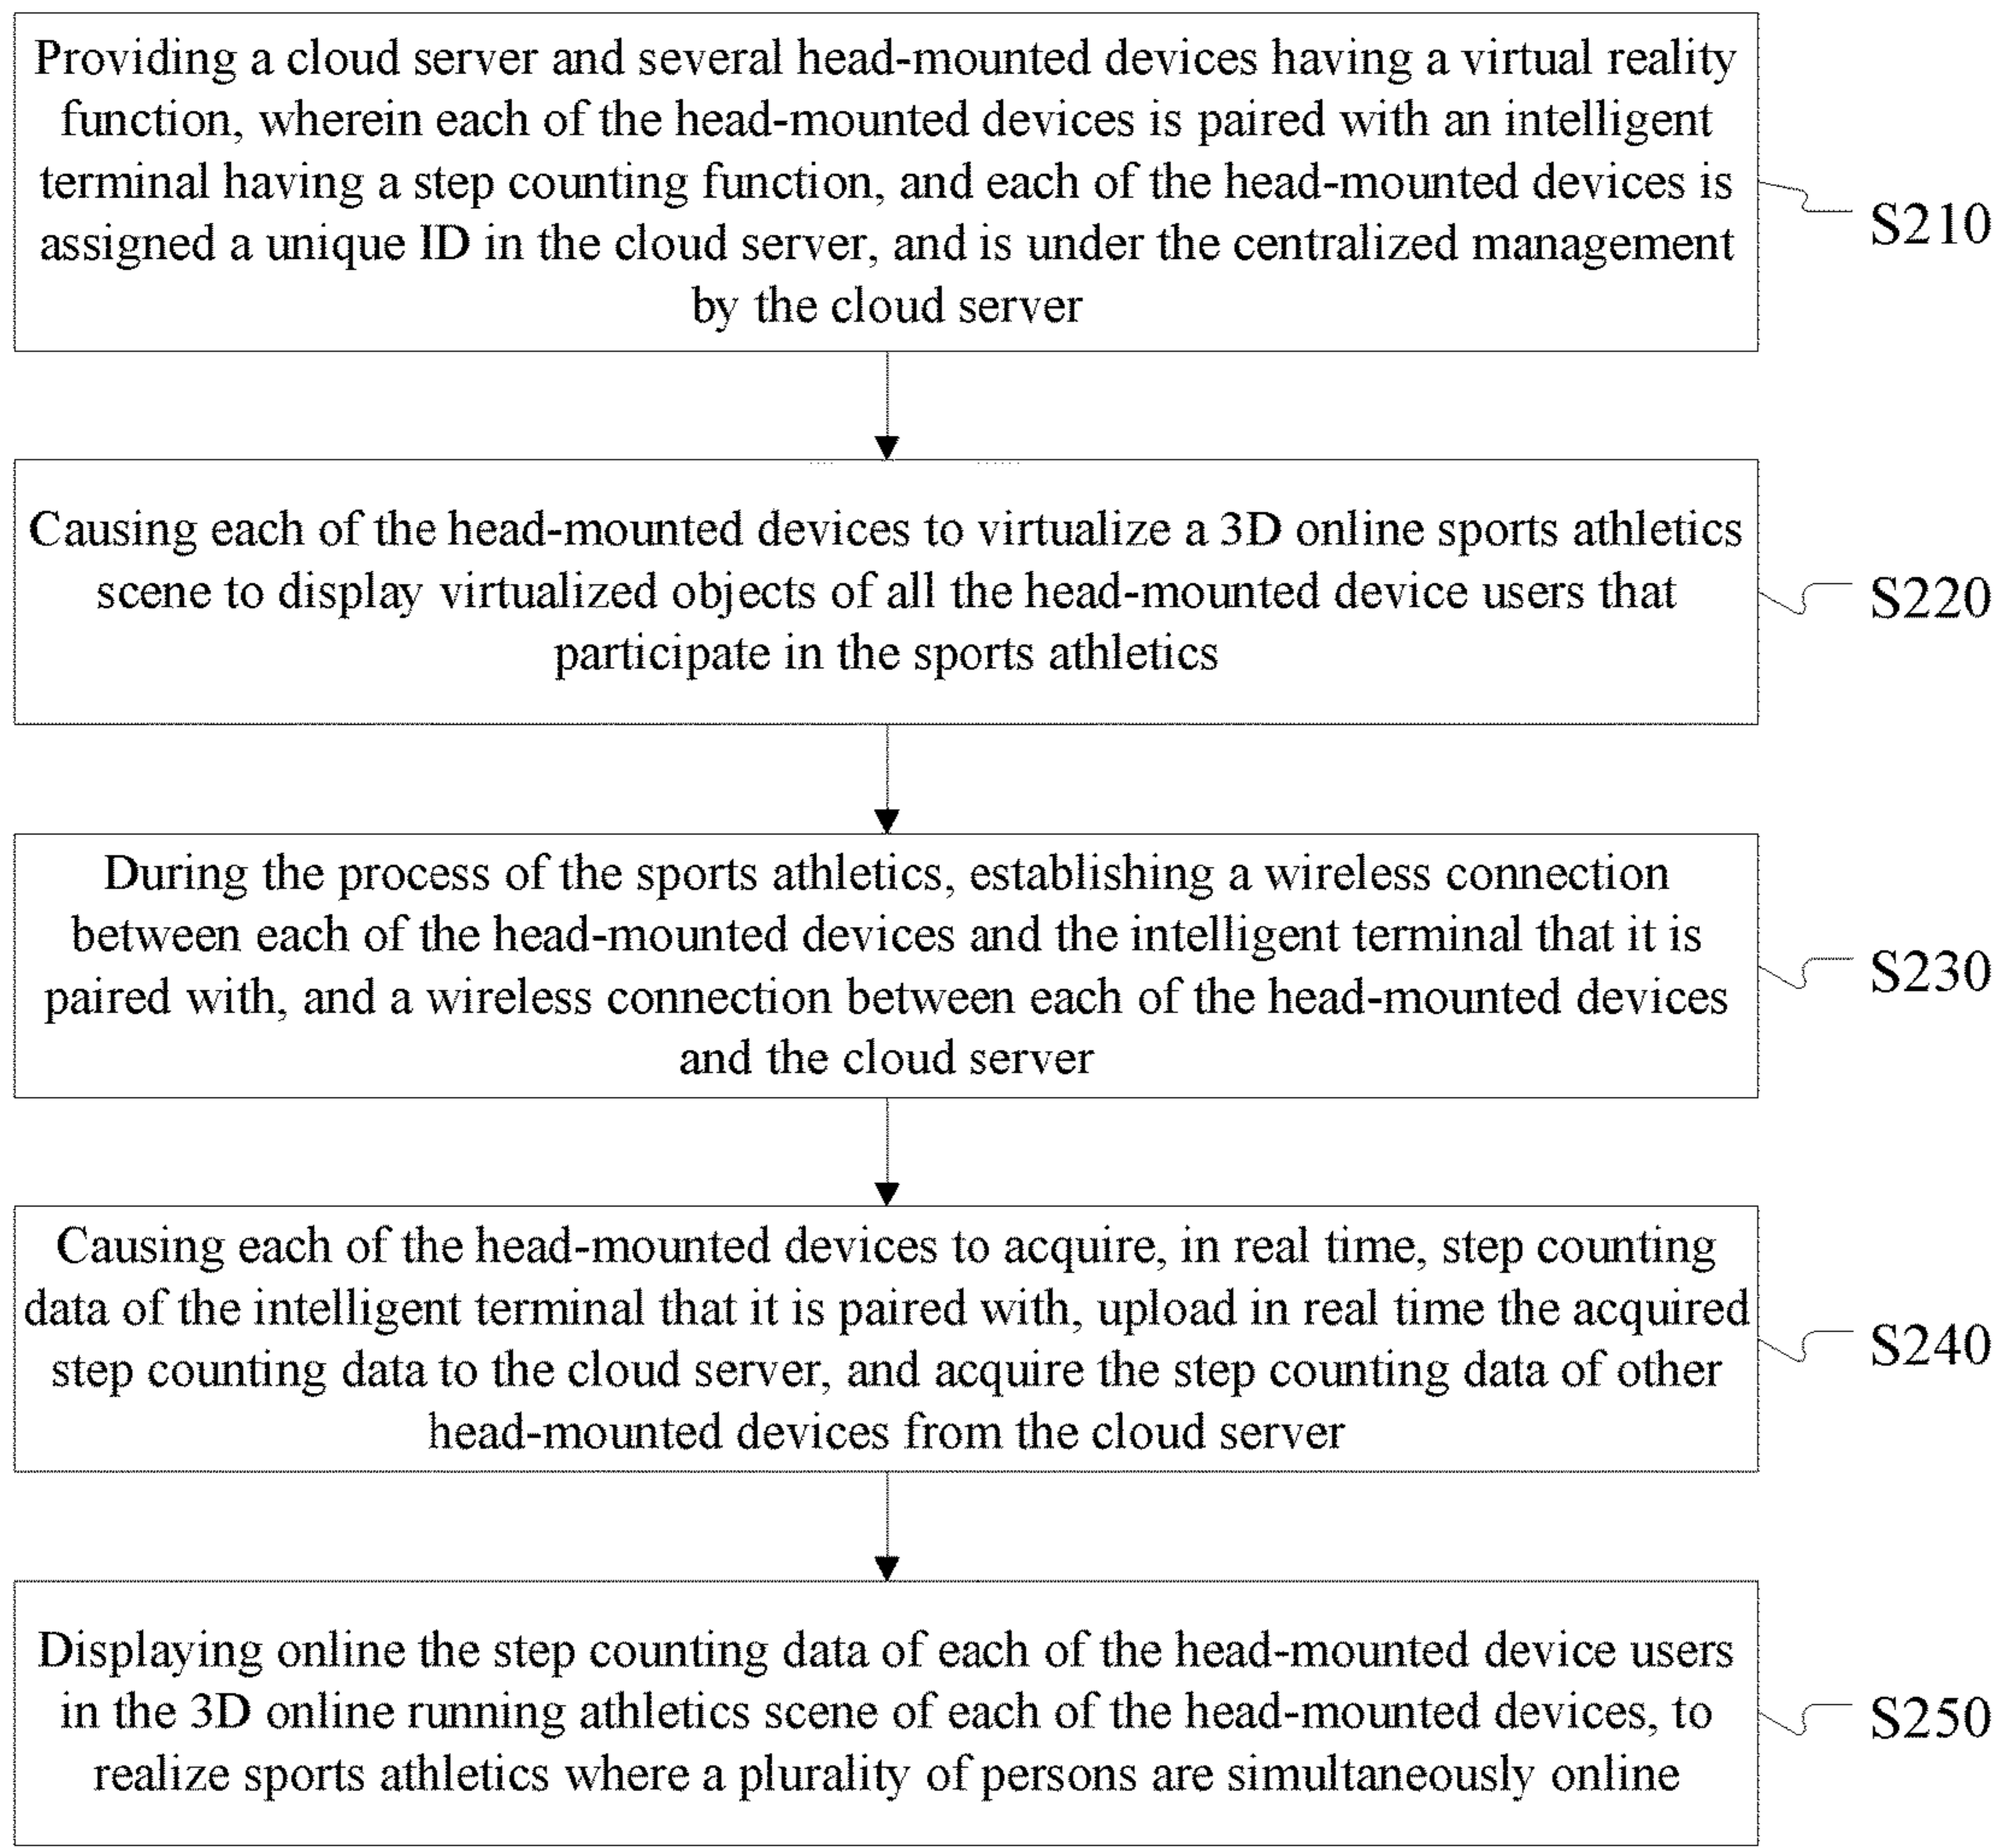 Providing a cloud server and several head-mounted devices having a virtual reality
function, wherein each of the head-mounted devices is paired with an intelligent
terminal having a step counting function, and each of the head-mounted devices is
assigned a unique ID in the cloud server, and is under the centralized management
by the cloud server
S210
Causing each of the head-mounted devices to virtualize a 3D online sports athletics
scene to display virtualized objects of all the head-mounted device users that
participate in the sports athletics
S220
During the process of the sports athletics, establishing a wireless connection
between each of the head-mounted devices and the intelligent terminal that it is
paired with, and a wireless connection between each of the head-mounted devices
and the cloud server
S230
Causing each of the head-mounted devices to acquire, in real time, step counting
data of the intelligent terminal that it is paired with, upload in real time the acquired
step counting data to the cloud server, and acquire the step counting data of other
head-mounted devices from the cloud server
S240
Displaying online the step counting data of each of the head-mounted device users
in the 3D online running athletics scene of each of the head-mounted devices, to
realize sports athletics where a plurality of persons are simultaneously online
S250